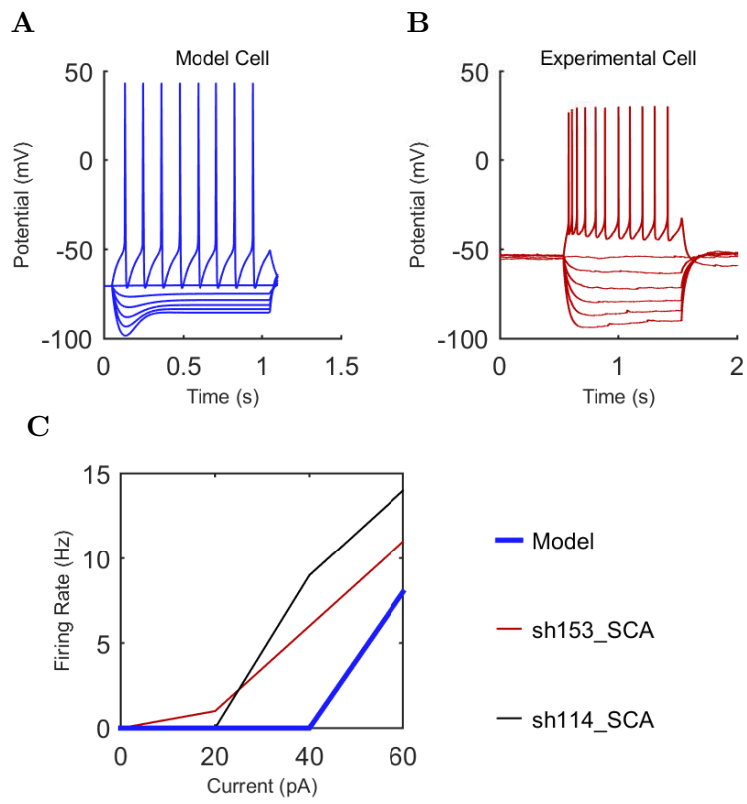 A
Model Cell
50
0
-50
-100
Potential (mV)
0
0.5
1
1.5
Time (s)
B
Experimental Cell
50
0
-50
-100
Potential (mV)
0
1
2
Time (s)
C
15
10
5
0
Firing Rate (Hz)
0
20
40
60
Current (pA)
Model
sh153_SCA
sh114_SCA